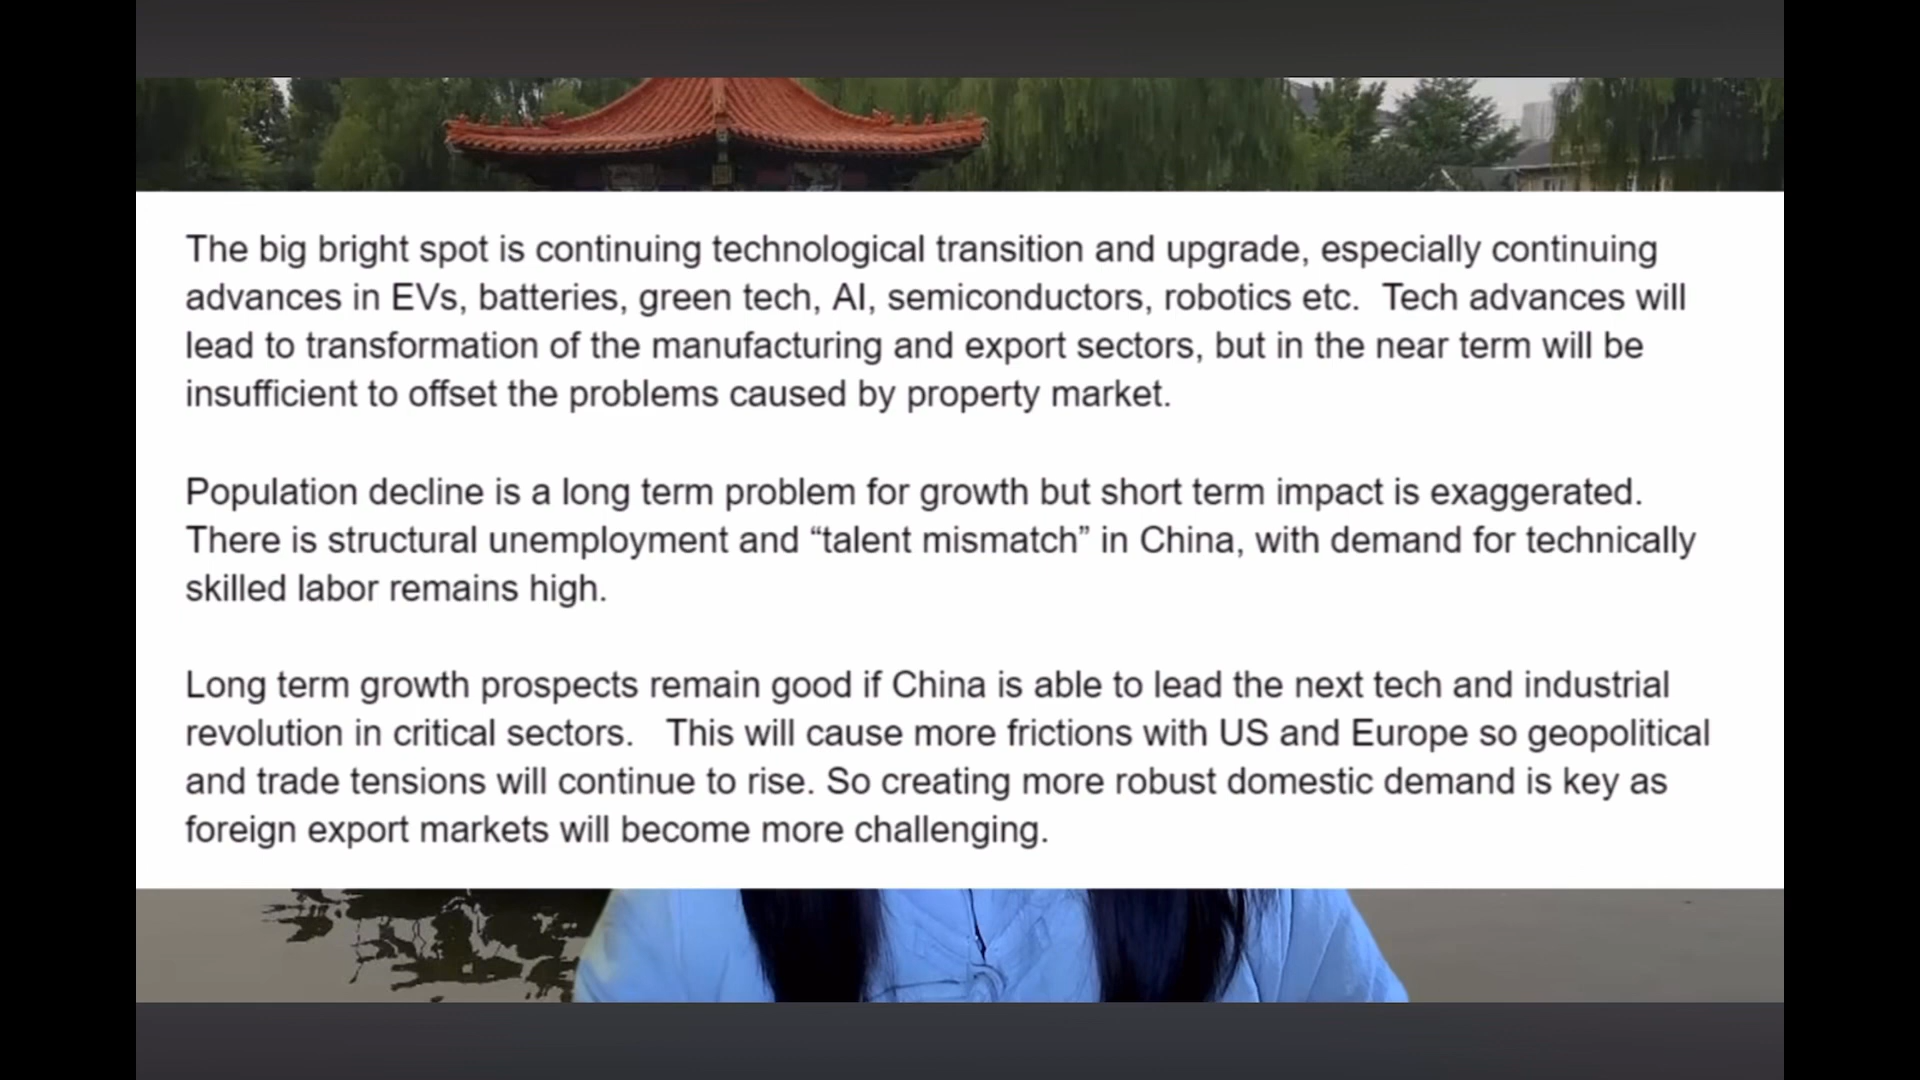 The big bright spot is continuing technological transition and upgrade, especially continuing
advances in EVs, batteries, green tech, AI, semiconductors, robotics etc.  Tech advances will
lead to transformation of the manufacturing and export sectors, but in the near term will be
insufficient to offset the problems caused by property market.
Population decline is a long term problem for growth but short term impact is exaggerated.
There is structural unemployment and “talent mismatch” in China, with demand for technically
skilled labor remains high.
Long term growth prospects remain good if China is able to lead the next tech and industrial
revolution in critical sectors.   This will cause more frictions with US and Europe so geopolitical
and trade tensions will continue to rise. So creating more robust domestic demand is key as
foreign export markets will become more challenging.